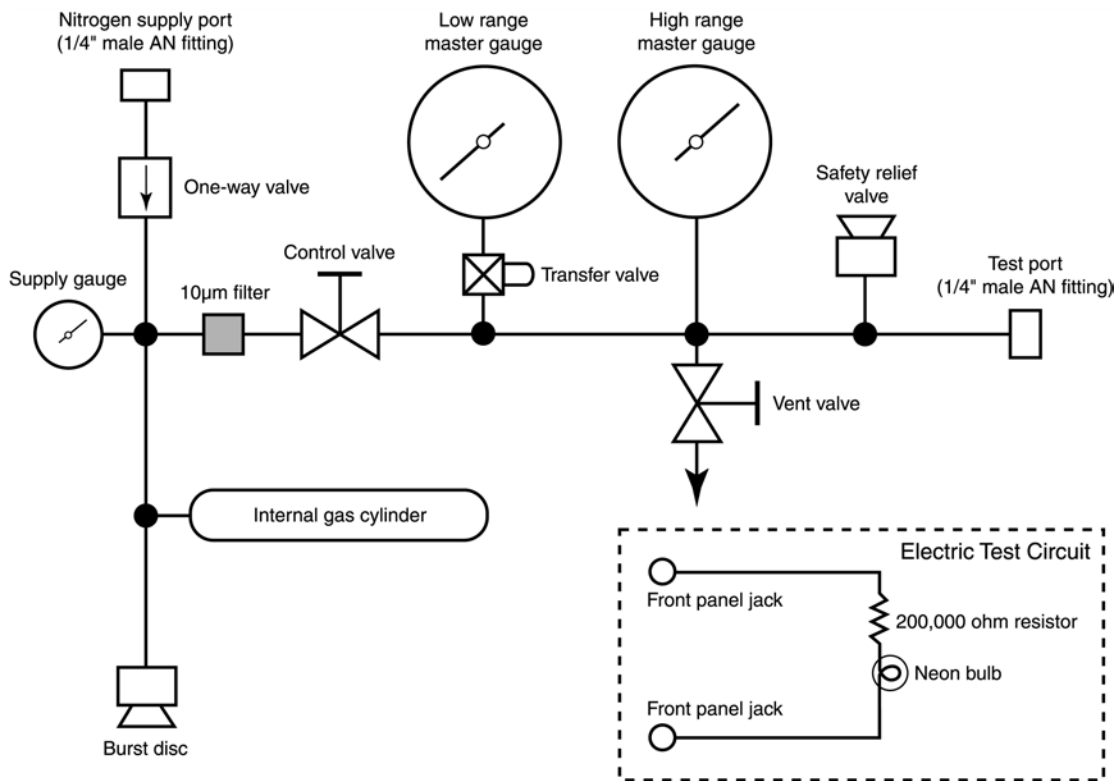 Nitrogen supply port
(1/4" male AN fitting)
Low range
master gauge
High range
master gauge
One-way valve
Safety relief
valve
Control valve
Transfer valve
Test port
(1/4" male AN fitting)
Supply gauge
10µm filter
Vent valve
Internal gas cylinder
Electric Test Circuit
Front panel jack
200,000 ohm resistor
Neon bulb
Front panel jack
Burst disc